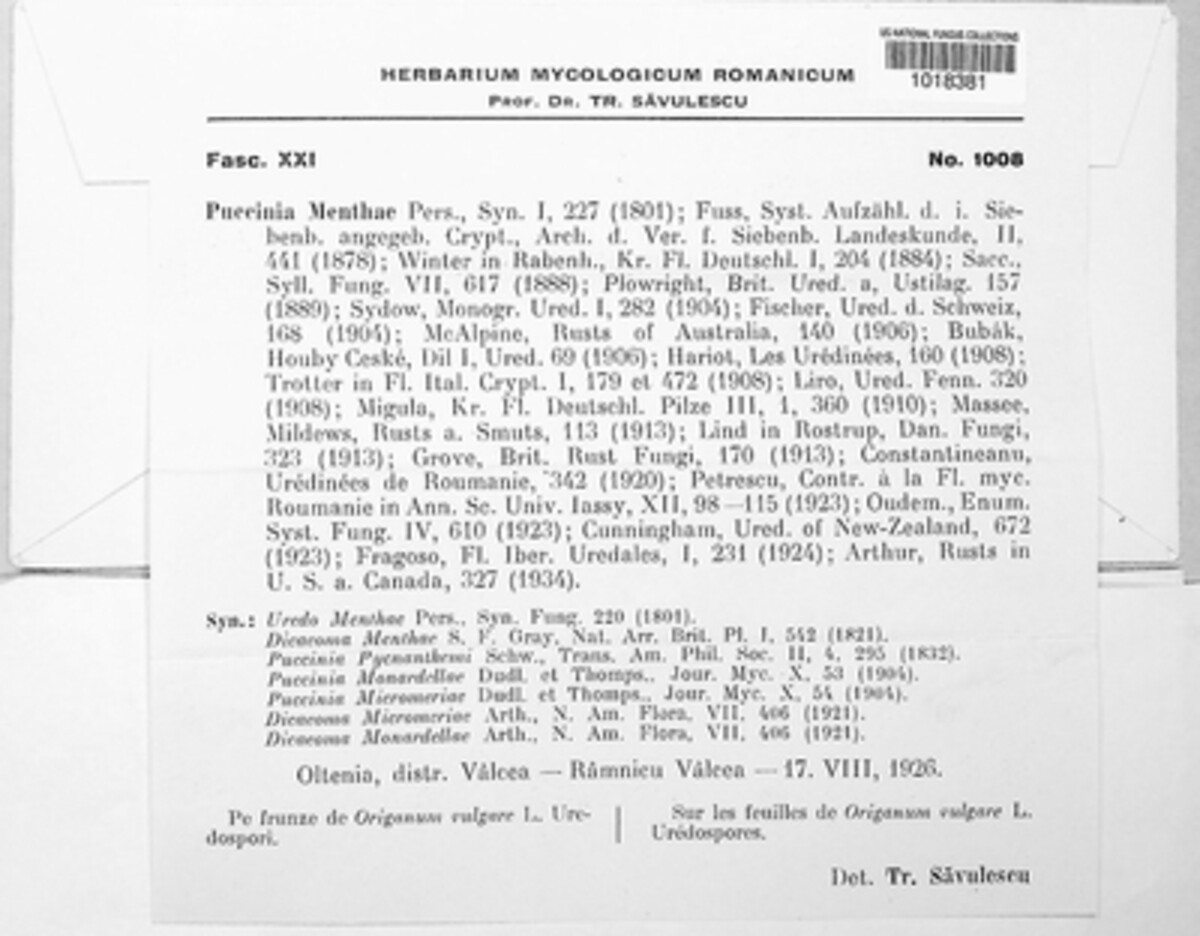 US NATIONAL FUNGUS COLLECTIONS
1018381
HERBARIUM MYCOLOGICUM ROMANICUM
PROF. DR. TR. SĂVULESCU
Fasc. XXI No. 1008
Puccinia Menthae Pers., Syn. I, 227 (1801); Fuss, Syst. Aufzähl. d. i. Sie-
benb. angegeb. Crypt., Arch. d. Ver. f. Siebenb. Landeskunde, II,
441 (1878); Winter in Rabenh., Kr. Fl. Deutschl. I, 204 (1884); Sacc.,
Syll. Fung. VII, 617 (1888); Plowright, Brit. Ured. a, Ustilag. 157
(1889); Sydow, Monogr. Ured. I, 282 (1904); Fischer, Ured. d. Schweiz,
168 (1904); McAlpine, Rusts of Australia, 140 (1906); Bubák,
Houby Ceské, Dil I, Ured. 69 (1906); Hariot, Les Urédinées, 160 (1908);
Trotter in Fl. Ital. Crypt. I, 179 et 472 (1908); Liro, Ured. Fenn. 320
(1908); Migula, Kr. Fl. Deutschl. Pilze III, 1, 360 (1910); Massee,
Mildews, Rusts a. Smuts, 113 (1913); Lind in Rostrup, Dan. Fungi,
323 (1913); Grove, Brit. Rust Fungi, 170 (1913); Constantineanu,
Urédinées de Roumanie, 342 (1920); Petrescu, Contr. à la Fl. myc.
Roumanie in Ann. Sc. Univ. Iassy, XII, 98—115 (1923); Oudem., Enum.
Syst. Fung. IV, 610 (1923); Cunningham, Ured. of New-Zealand, 672
(1923); Fragoso, Fl. Iber. Uredales, I, 231 (1924); Arthur, Rusts in
U. S. a. Canada, 327 (1934).
Syn.: Uredo Menthae Pers., Syn. Fung. 220 (1801).
Dicaeoma Menthae S. F. Gray, Nat. Arr. Brit. Pl. I, 542 (1821).
Puccinia Pycnanthemi Schw., Trans. Am. Phil. Soc. II, 4, 295 (1832).
Puccinia Monardellae Dudl. et Thomps., Jour. Myc. X, 53 (1904).
Puccinia Micromeriae Dudl. et Thomps., Jour. Myc. X, 54 (1904).
Dicaeoma Micromeriae Arth., N. Am. Flora, VII, 406 (1921).
Dicaeoma Monardellae Arth., N. Am. Flora, VII, 406 (1921).
Oltenia, distr. Vâlcea — Râmnicu Vâlcea — 17. VIII, 1926.
Pe frunze de Origanum vulgare L. Ure-
dospori.
Sur les feuilles de Origanum vulgare L.
Urédospores.
Det. Tr. Săvulescu